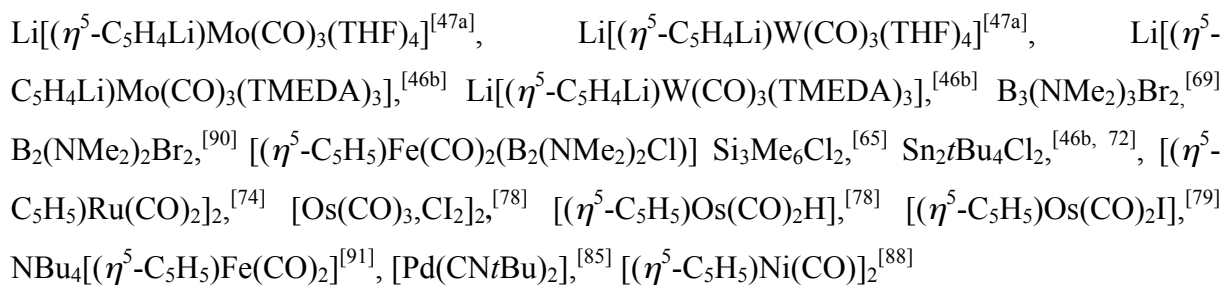 Li[(η⁵-C₅H₄Li)Mo(CO)₃(THF)₄]^[47a], Li[(η⁵-C₅H₄Li)W(CO)₃(THF)₄]^[47a], Li[(η⁵-
C₅H₄Li)Mo(CO)₃(TMEDA)₃],^[46b] Li[(η⁵-C₅H₄Li)W(CO)₃(TMEDA)₃],^[46b] B₃(NMe₂)₃Br₂,^[69]
B₂(NMe₂)₂Br₂,^[90] [(η⁵-C₅H₅)Fe(CO)₂(B₂(NMe₂)₂Cl)] Si₃Me₆Cl₂,^[65] Sn₂tBu₄Cl₂,^[46b, 72], [(η⁵-
C₅H₅)Ru(CO)₂]₂,^[74] [Os(CO)₃,CI₂]₂,^[78] [(η⁵-C₅H₅)Os(CO)₂H],^[78] [(η⁵-C₅H₅)Os(CO)₂I],^[79]
NBu₄[(η⁵-C₅H₅)Fe(CO)₂]^[91], [Pd(CNtBu)₂],^[85] [(η⁵-C₅H₅)Ni(CO)]₂^[88]